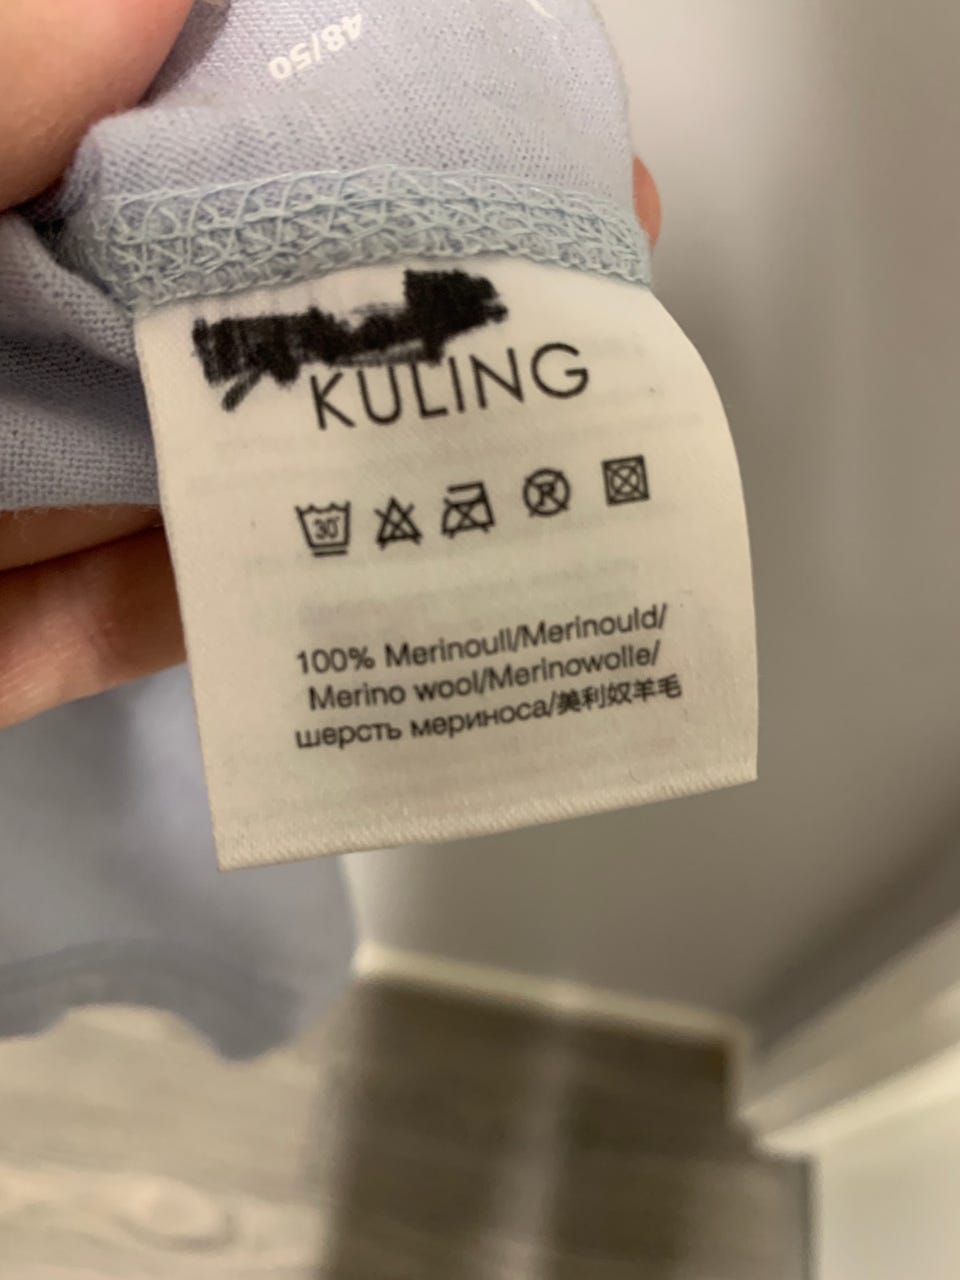 48/50
KULING
30°
100% Merinoull/Merinould/
Merino wool/Merinowolle/
шерсть мериноса/美利奴羊毛